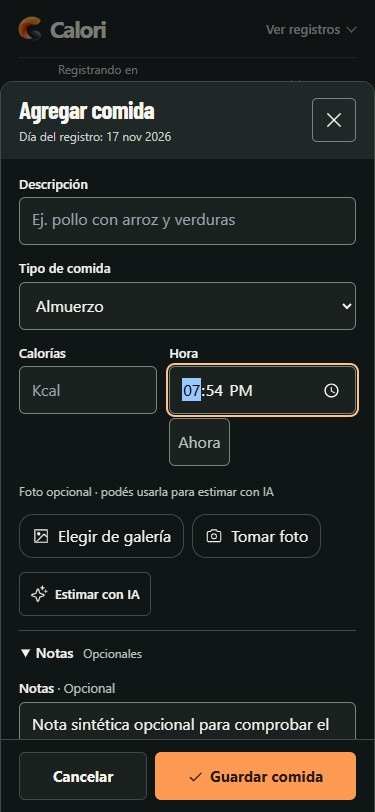 Calori
Ver registros
Registrando en
Agregar comida
Día del registro: 17 nov 2026
Descripción
Ej. pollo con arroz y verduras
Tipo de comida
Almuerzo
Calorías Hora
Kcal 07:54 PM
Ahora
Foto opcional · podés usarla para estimar con IA
Elegir de galería Tomar foto
Estimar con IA
Notas Opcionales
Notas · Opcional
Nota sintética opcional para comprobar el
Cancelar Guardar comida